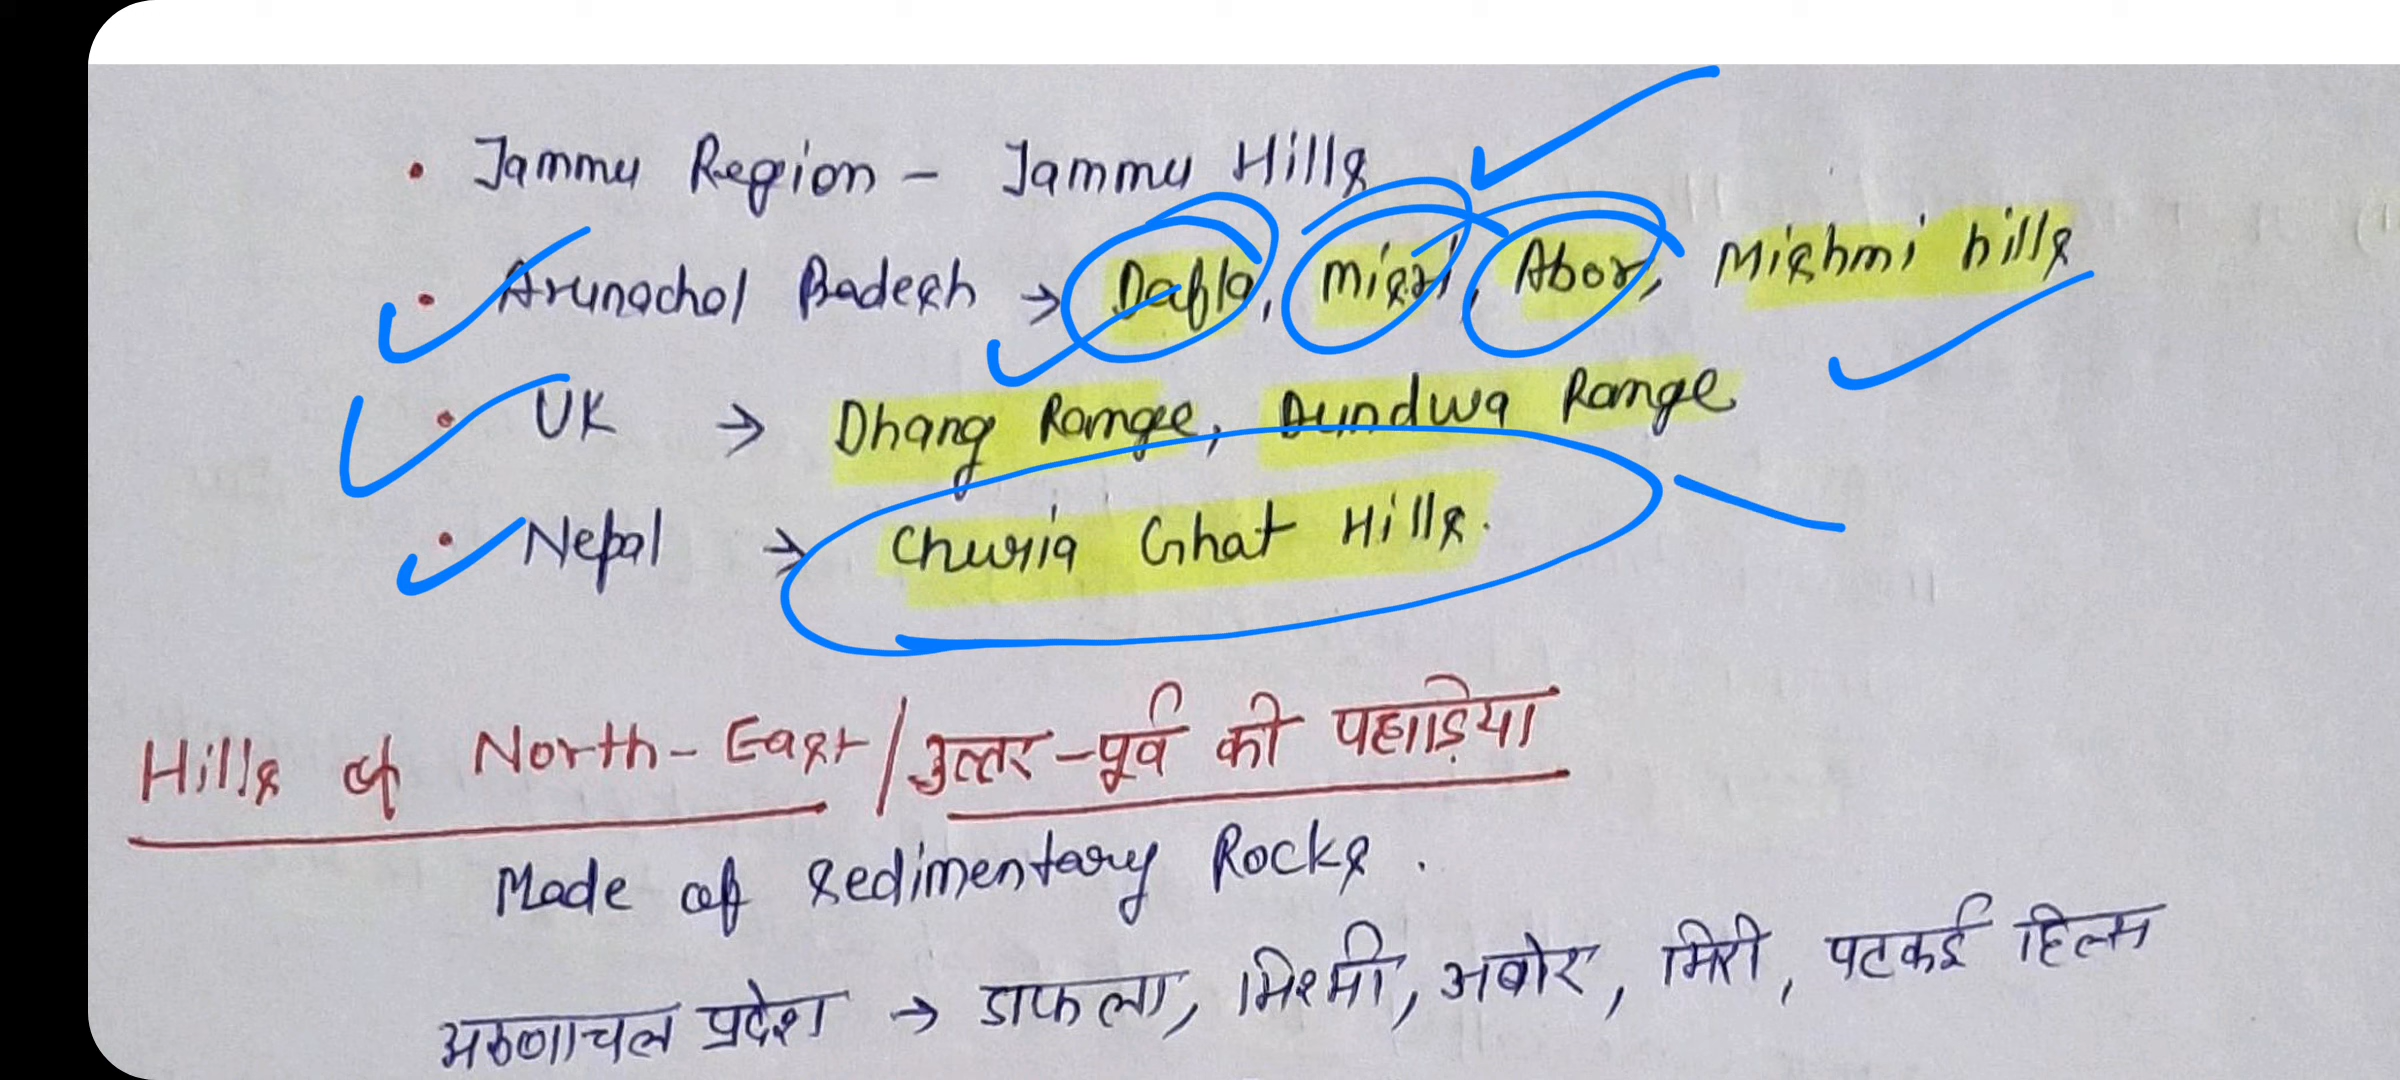 • Jammu Region - Jammu Hills
• Arunachal Pradesh → Dafla, Miri, Abor, Mishmi hills
• UK → Dhang Range, Dundwa Range
• Nepal → Churia Ghat Hills.
Hills of North-East/उत्तर-पूर्व की पहाड़िया
Made of Sedimentary Rocks.
अरुणाचल प्रदेश → डाफला, मिश्मी, अबोर, मिरी, पटकई हिल्स